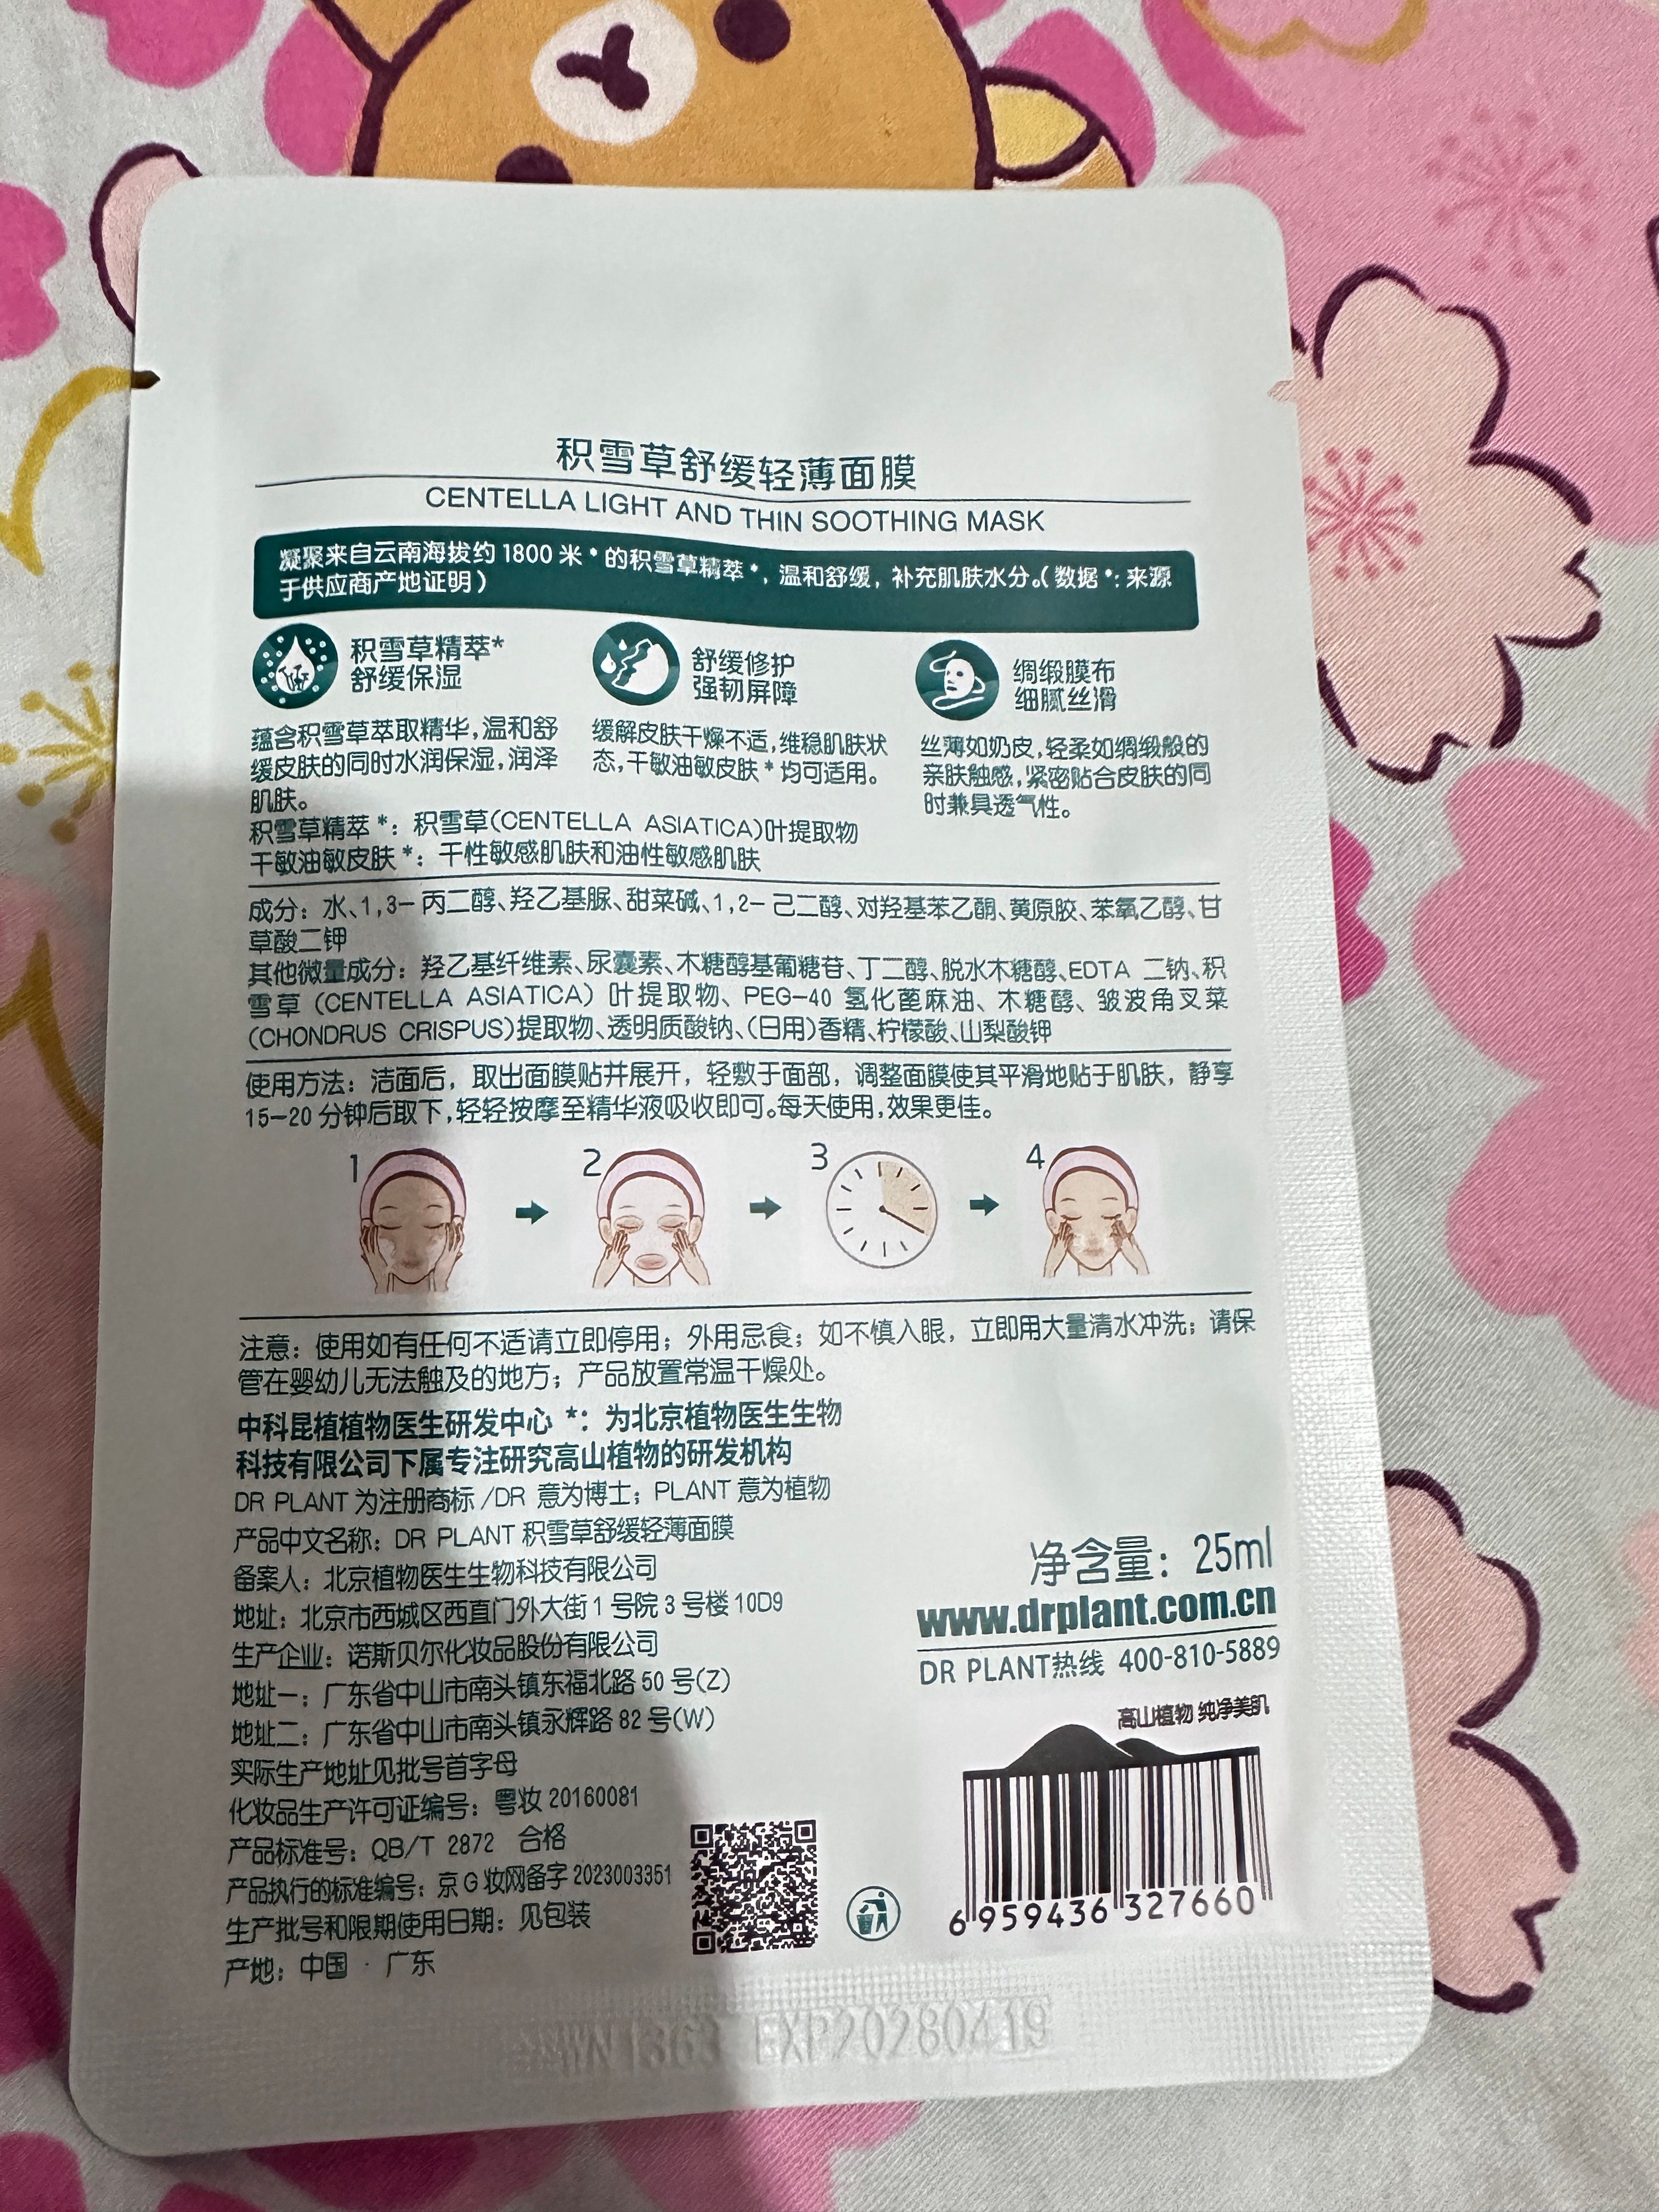 积雪草舒缓轻薄面膜
CENTELLA LIGHT AND THIN SOOTHING MASK
凝聚来自云南海拔约1800米*的积雪草精萃*，温和舒缓，补充肌肤水分。(数据*：来源
于供应商产地证明)
积雪草精萃*
舒缓保湿
蕴含积雪草萃取精华,温和舒
缓皮肤的同时水润保湿,润泽
肌肤。
舒缓修护
强韧屏障
缓解皮肤干燥不适,维稳肌肤状
态,干敏油敏皮肤*均可适用。
绸缎膜布
细腻丝滑
丝薄如奶皮,轻柔如绸缎般的
亲肤触感,紧密贴合皮肤的同
时兼具透气性。
积雪草精萃*：积雪草(CENTELLA ASIATICA)叶提取物
干敏油敏皮肤*：干性敏感肌肤和油性敏感肌肤
成分：水、1,3-丙二醇、羟乙基脲、甜菜碱、1,2-己二醇、对羟基苯乙酮、黄原胶、苯氧乙醇、甘
草酸二钾
其他微量成分：羟乙基纤维素、尿囊素、木糖醇基葡糖苷、丁二醇、脱水木糖醇、EDTA 二钠、积
雪草 (CENTELLA ASIATICA) 叶提取物、PEG-40 氢化蓖麻油、木糖醇、皱波角叉菜
(CHONDRUS CRISPUS)提取物、透明质酸钠、(日用)香精、柠檬酸、山梨酸钾
使用方法：洁面后，取出面膜贴并展开，轻敷于面部，调整面膜使其平滑地贴于肌肤，静享
15-20分钟后取下,轻轻按摩至精华液吸收即可。每天使用,效果更佳。
1
2
3
4
注意：使用如有任何不适请立即停用；外用忌食；如不慎入眼，立即用大量清水冲洗；请保
管在婴幼儿无法触及的地方；产品放置常温干燥处。
中科昆植植物医生研发中心 *：为北京植物医生生物
科技有限公司下属专注研究高山植物的研发机构
DR PLANT 为注册商标/DR 意为博士；PLANT 意为植物
产品中文名称：DR PLANT 积雪草舒缓轻薄面膜
备案人：北京植物医生生物科技有限公司
地址：北京市西城区西直门外大街1号院3号楼10D9
生产企业：诺斯贝尔化妆品股份有限公司
地址一：广东省中山市南头镇东福北路50号(Z)
地址二：广东省中山市南头镇永辉路82号(W)
实际生产地址见批号首字母
化妆品生产许可证编号：粤妆20160081
产品标准号：QB/T 2872 合格
产品执行的标准编号：京G妆网备字2023003351
生产批号和限期使用日期：见包装
产地：中国·广东
净含量：25ml
www.drplant.com.cn
DR PLANT热线 400-810-5889
高山植物 纯净美肌
6 959436 327660
EXP20280419